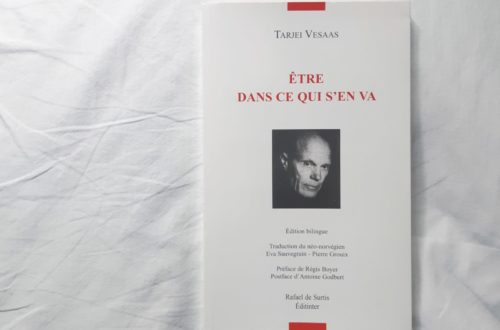 TARJEI VESAAS
ÊTRE
DANS CE QUI S'EN VA
Édition bilingue
Traduction du néo-norvégien
Eva Sauvegrain - Pierre Grouix
Préface de Régis Boyer
Postface d'Antoine Godbert
Rafael de Surtis
Éditinter